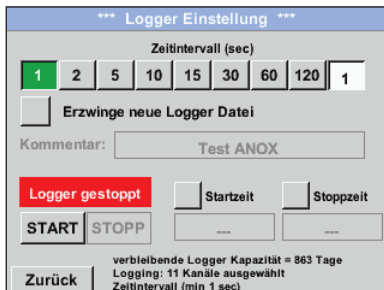 *** Logger Einstellung ***
Zeitintervall (sec)
1 2 5 10 15 30 60 120 1
Erzwinge neue Logger Datei
Kommentar: Test ANOX
Logger gestoppt Startzeit Stoppzeit
START STOPP --- ---
verbleibende Logger Kapazität = 863 Tage
Logging: 11 Kanäle ausgewählt
Zurück Zeitintervall (min 1 sec)